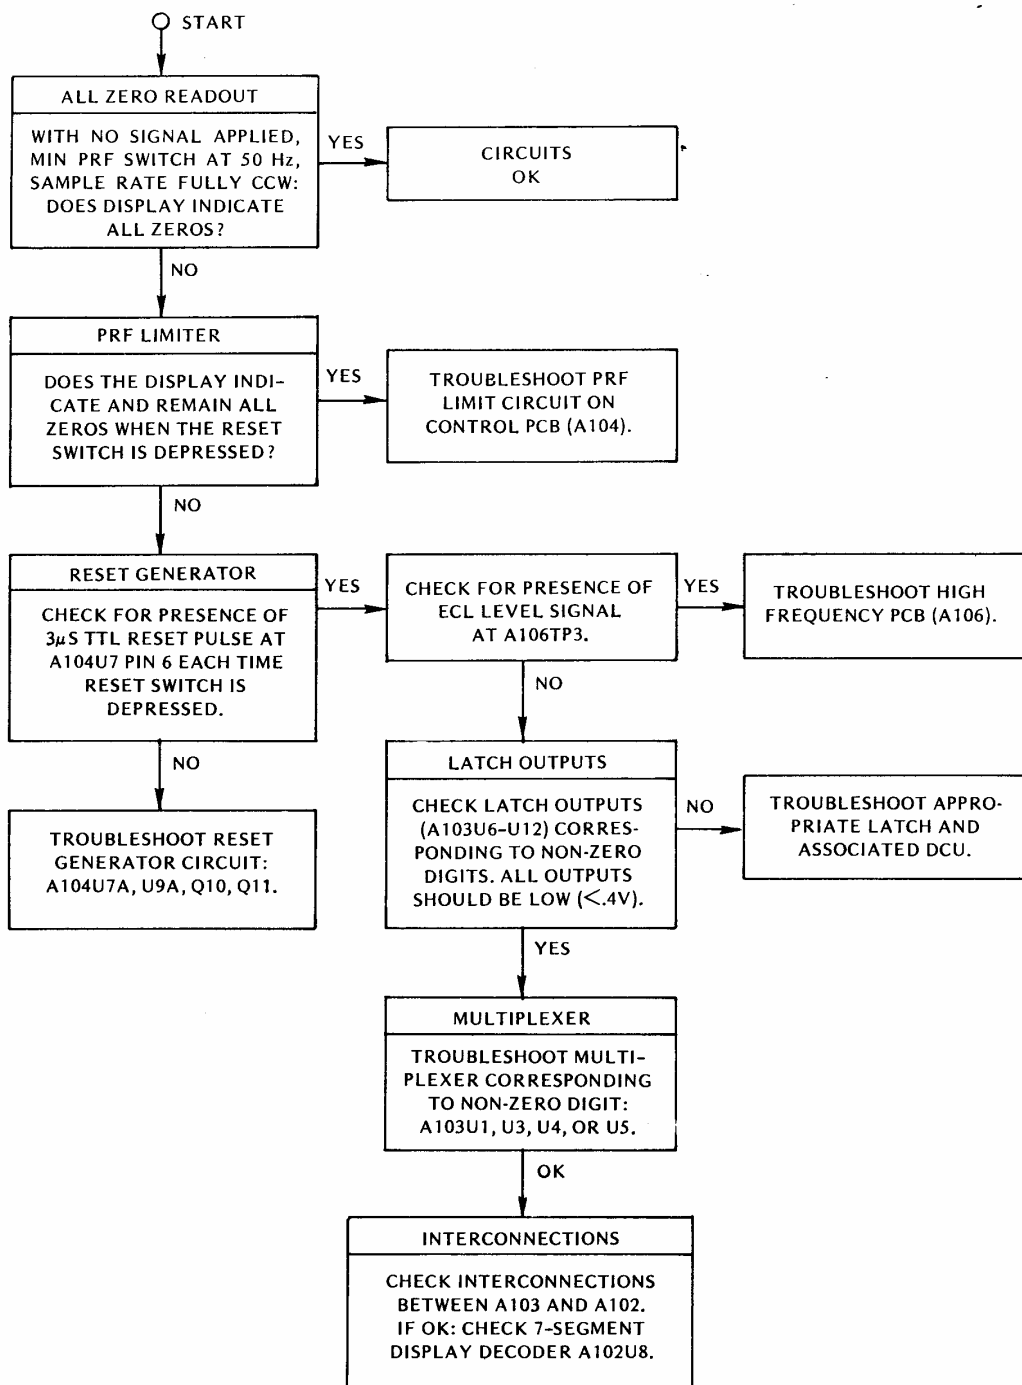 START
ALL ZERO READOUT
WITH NO SIGNAL APPLIED,
MIN PRF SWITCH AT 50 Hz,
SAMPLE RATE FULLY CCW:
DOES DISPLAY INDICATE
ALL ZEROS?
YES
CIRCUITS
OK
NO
PRF LIMITER
DOES THE DISPLAY INDI-
CATE AND REMAIN ALL
ZEROS WHEN THE RESET
SWITCH IS DEPRESSED?
YES
TROUBLESHOOT PRF
LIMIT CIRCUIT ON
CONTROL PCB (A104).
NO
RESET GENERATOR
CHECK FOR PRESENCE OF
3μS TTL RESET PULSE AT
A104U7 PIN 6 EACH TIME
RESET SWITCH IS
DEPRESSED.
YES
CHECK FOR PRESENCE OF
ECL LEVEL SIGNAL
AT A106TP3.
YES
TROUBLESHOOT HIGH
FREQUENCY PCB (A106).
NO
TROUBLESHOOT RESET
GENERATOR CIRCUIT:
A104U7A, U9A, Q10, Q11.
NO
LATCH OUTPUTS
CHECK LATCH OUTPUTS
(A103U6-U12) CORRES-
PONDING TO NON-ZERO
DIGITS. ALL OUTPUTS
SHOULD BE LOW (<.4V).
NO
TROUBLESHOOT APPRO-
PRIATE LATCH AND
ASSOCIATED DCU.
YES
MULTIPLEXER
TROUBLESHOOT MULTI-
PLEXER CORRESPONDING
TO NON-ZERO DIGIT:
A103U1, U3, U4, OR U5.
OK
INTERCONNECTIONS
CHECK INTERCONNECTIONS
BETWEEN A103 AND A102.
IF OK: CHECK 7-SEGMENT
DISPLAY DECODER A102U8.